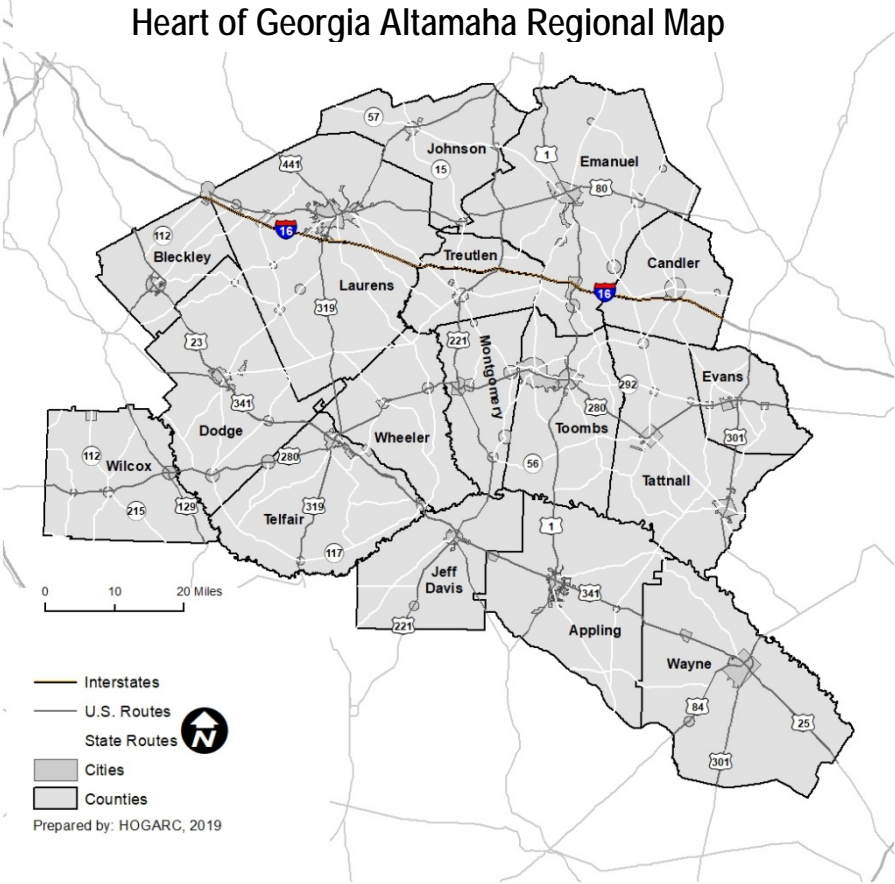 Heart of Georgia Altamaha Regional Map
57
Johnson
1
Emanuel
441
15
80
112
16
Bleckley
Treutlen
Candler
Laurens
16
319
23
221
Montgomery
Evans
292
341
280
Dodge
Wheeler
Toombs
301
112
Wilcox
280
56
Tattnall
215
129
319
Telfair
1
117
Jeff
Davis
341
0 10 20 Miles
221
Appling
Wayne
84
25
301
Interstates
U.S. Routes
State Routes
N
Cities
Counties
Prepared by: HOGARC, 2019